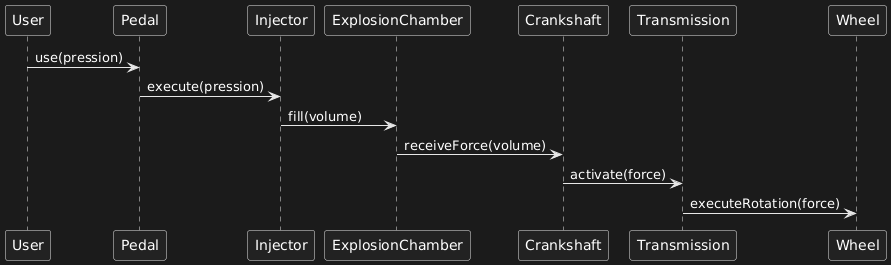 User Pedal Injector ExplosionChamber Crankshaft Transmission Wheel
use(pression)
execute(pression)
fill(volume)
receiveForce(volume)
activate(force)
executeRotation(force)
User Pedal Injector ExplosionChamber Crankshaft Transmission Wheel